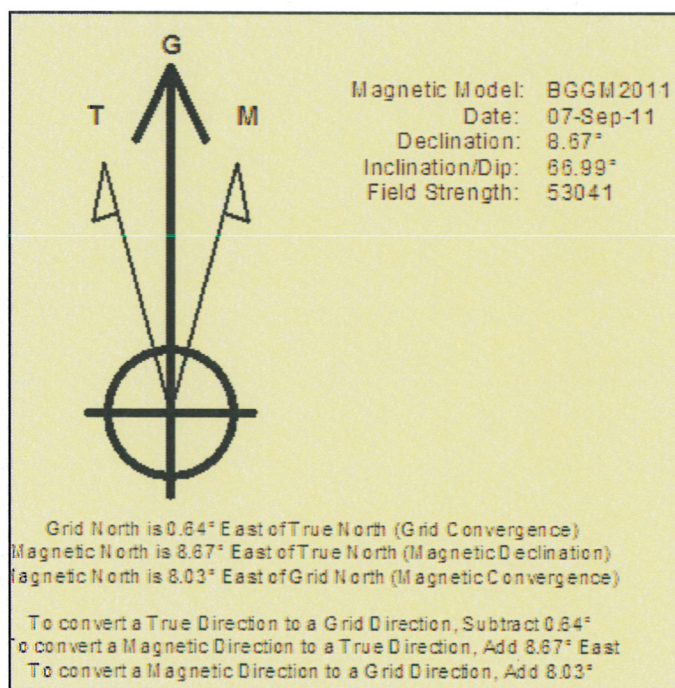 G
T M
Magnetic Model: BGGM2011
Date: 07-Sep-11
Declination: 8.67°
Inclination/Dip: 66.99°
Field Strength: 53041
Grid North is 0.64° East of True North (Grid Convergence)
Magnetic North is 8.67° East of True North (Magnetic Declination)
Magnetic North is 8.03° East of Grid North (Magnetic Convergence)
To convert a True Direction to a Grid Direction, Subtract 0.64°
To convert a Magnetic Direction to a True Direction, Add 8.67° East
To convert a Magnetic Direction to a Grid Direction, Add 8.03°